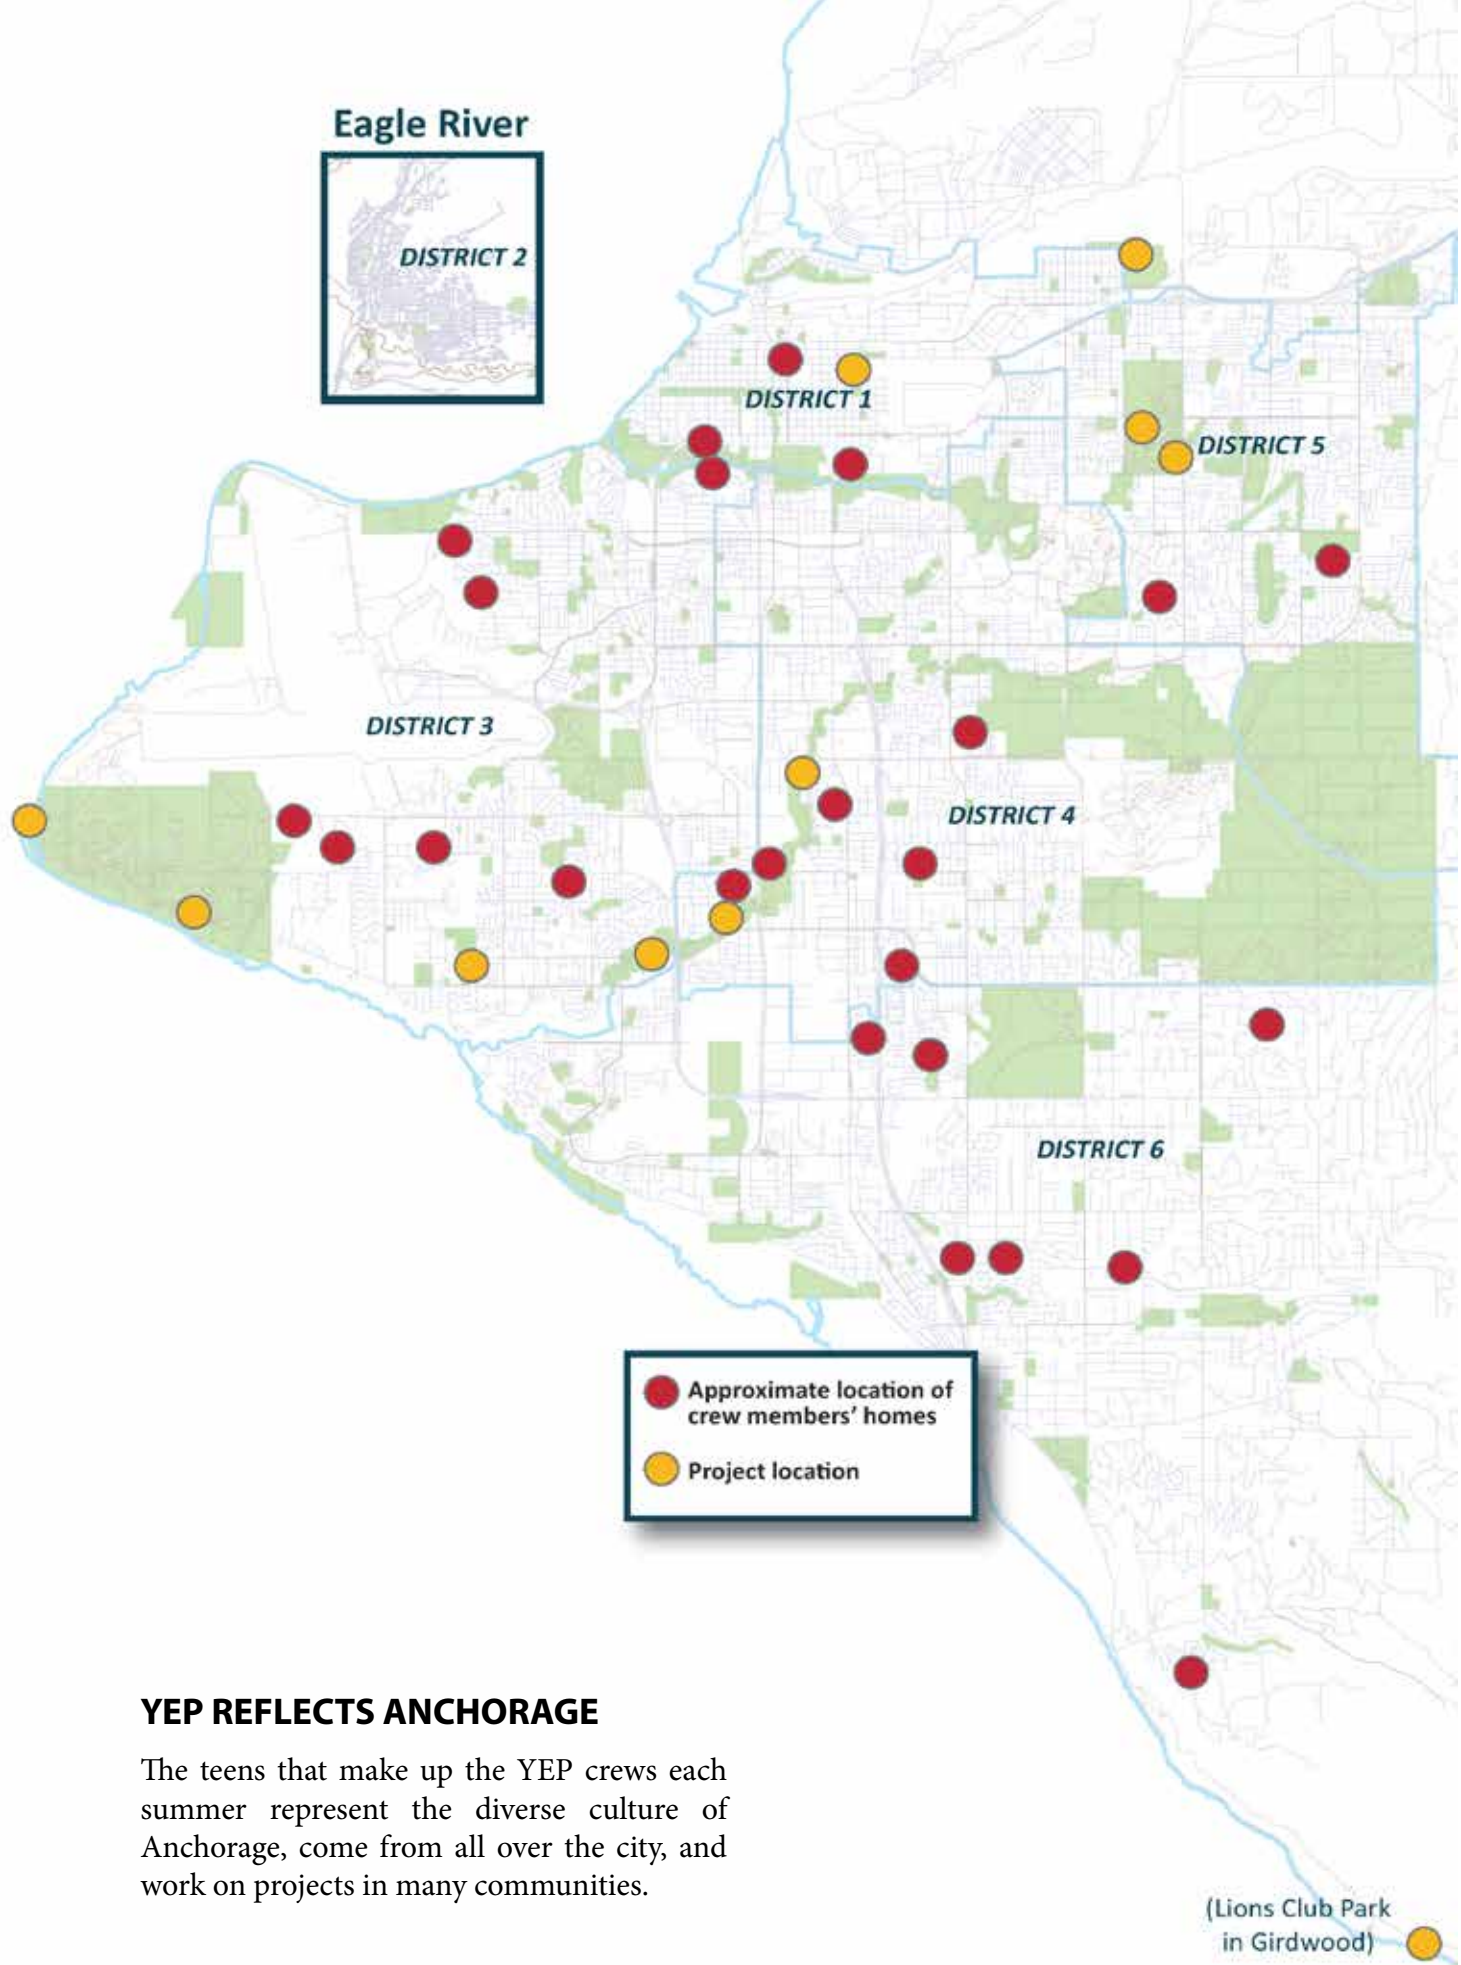 Eagle River
DISTRICT 2
DISTRICT 1
DISTRICT 5
DISTRICT 3
DISTRICT 4
DISTRICT 6
Approximate location of
crew members’ homes
Project location
YEP REFLECTS ANCHORAGE
The teens that make up the YEP crews each
summer represent the diverse culture of
Anchorage, come from all over the city, and
work on projects in many communities.
(Lions Club Park
in Girdwood)